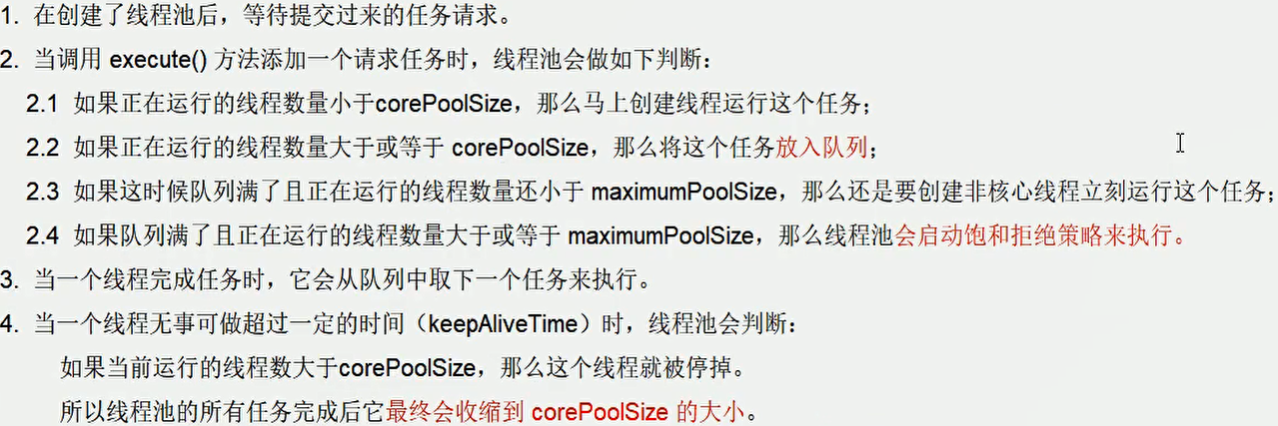 1. 在创建了线程池后，等待提交过来的任务请求。
2. 当调用 execute() 方法添加一个请求任务时，线程池会做如下判断：
2.1 如果正在运行的线程数量小于corePoolSize，那么马上创建线程运行这个任务；
2.2 如果正在运行的线程数量大于或等于 corePoolSize，那么将这个任务放入队列；
2.3 如果这时候队列满了且正在运行的线程数量还小于 maximumPoolSize，那么还是要创建非核心线程立刻运行这个任务；
2.4 如果队列满了且正在运行的线程数量大于或等于 maximumPoolSize，那么线程池会启动饱和拒绝策略来执行。
3. 当一个线程完成任务时，它会从队列中取下一个任务来执行。
4. 当一个线程无事可做超过一定的时间（keepAliveTime）时，线程池会判断：
如果当前运行的线程数大于corePoolSize，那么这个线程就被停掉。
所以线程池的所有任务完成后它最终会收缩到 corePoolSize 的大小。